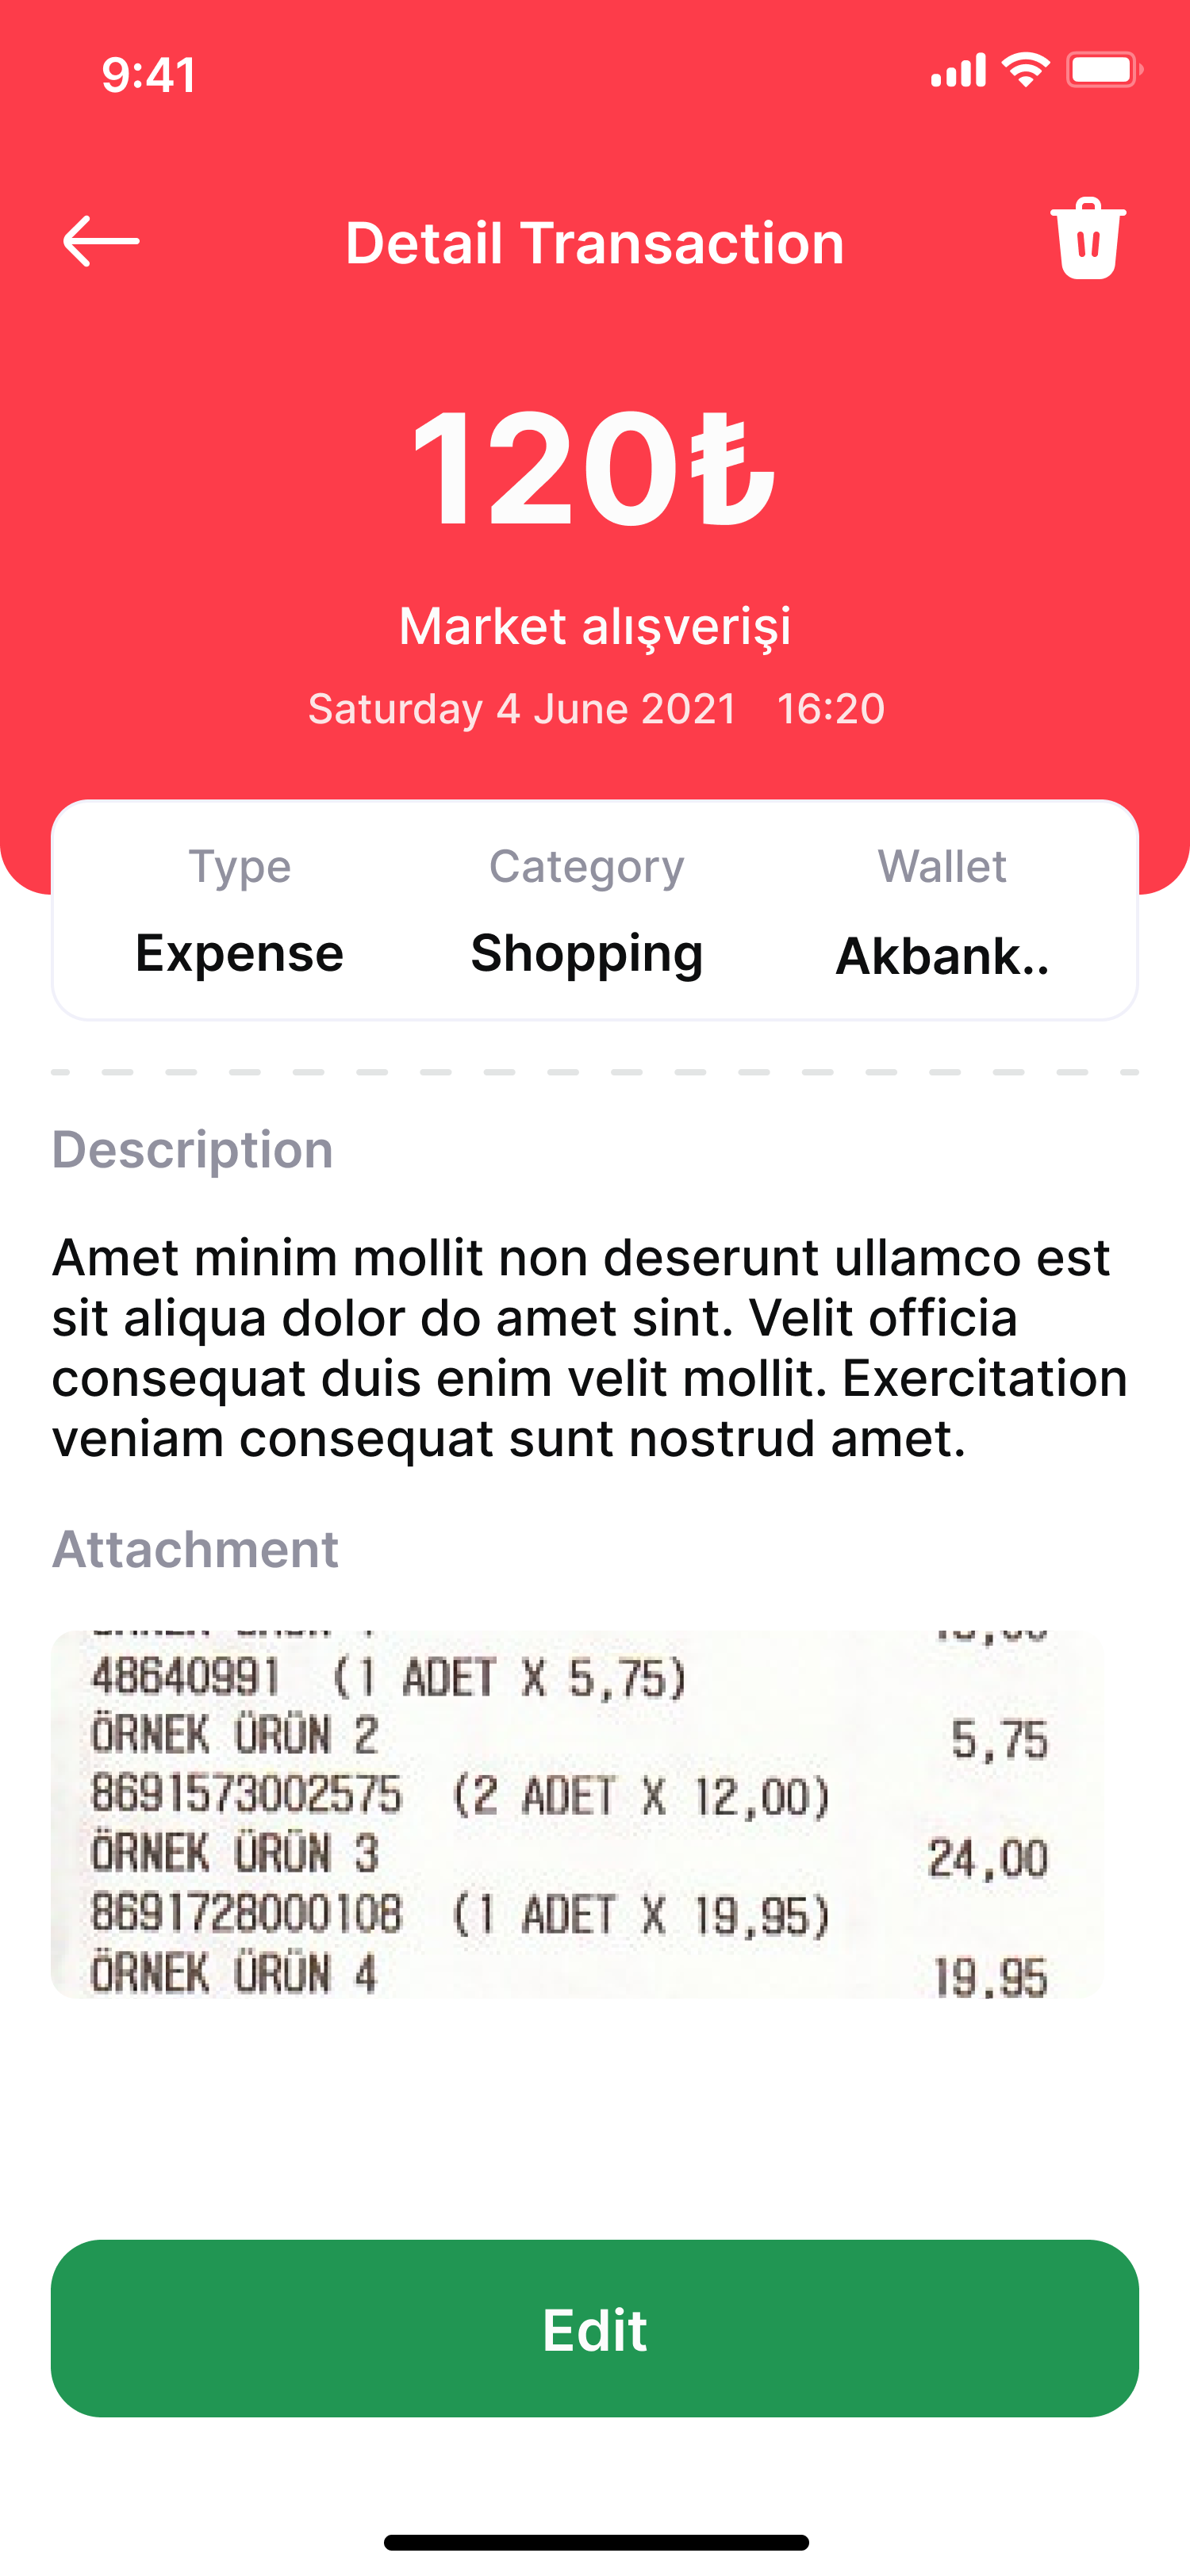 9:41
Detail Transaction
120₺
Market alışverişi
Saturday 4 June 2021 16:20
Type Category Wallet
Expense Shopping Akbank..
Description
Amet minim mollit non deserunt ullamco est
sit aliqua dolor do amet sint. Velit officia
consequat duis enim velit mollit. Exercitation
veniam consequat sunt nostrud amet.
Attachment
48640991 (1 ADET X 5,75)
ÖRNEK ÜRÜN 2 5,75
8691573002575 (2 ADET X 12,00)
ÖRNEK ÜRÜN 3 24,00
8691728000108 (1 ADET X 19,95)
ÖRNEK ÜRÜN 4 19,95
Edit